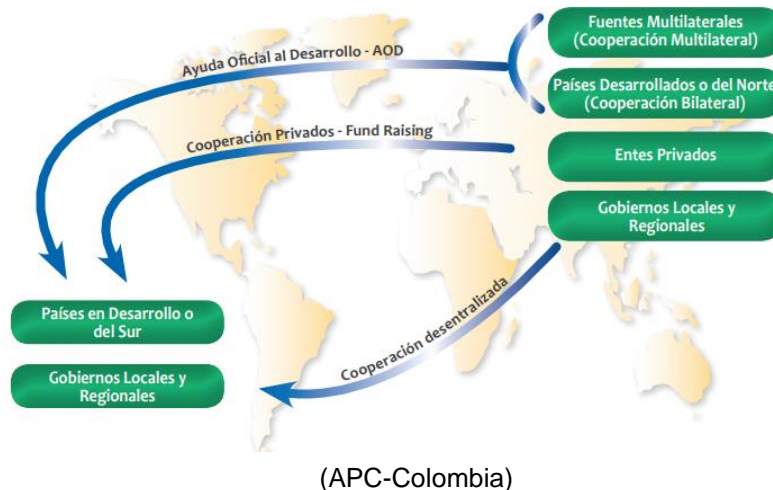 Fuentes Multilaterales
(Cooperación Multilateral)
Ayuda Oficial al Desarrollo - AOD
Países Desarrollados o del Norte
(Cooperación Bilateral)
Cooperación Privados - Fund Raising
Entes Privados
Gobiernos Locales y
Regionales
Países en Desarrollo o
del Sur
Cooperación desentralizada
Gobiernos Locales y
Regionales
(APC-Colombia)